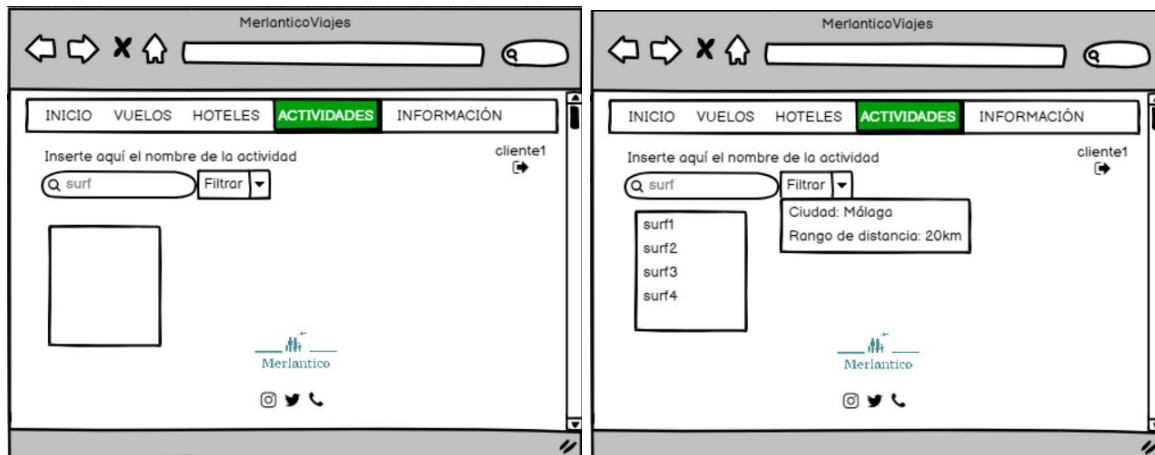 MerlanticoViajes
INICIO VUELOS HOTELES ACTIVIDADES INFORMACIÓN
Inserte aquí el nombre de la actividad
cliente1
surf
Filtrar
Merlantico
MerlanticoViajes
INICIO VUELOS HOTELES ACTIVIDADES INFORMACIÓN
Inserte aquí el nombre de la actividad
cliente1
surf
Filtrar
Ciudad: Málaga
Rango de distancia: 20km
surf1
surf2
surf3
surf4
Merlantico